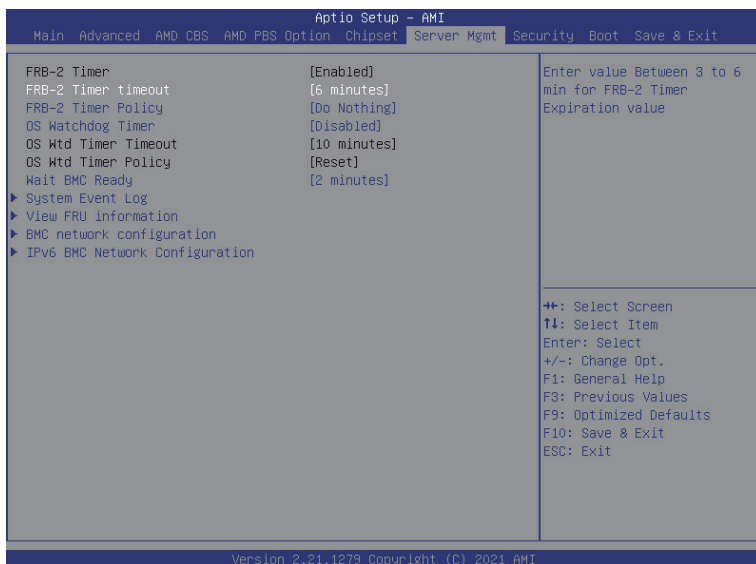 Aptio Setup – AMI
Main Advanced AMD CBS AMD PBS Option Chipset Server Mgmt Security Boot Save & Exit
FRB-2 Timer [Enabled]
FRB-2 Timer timeout [6 minutes]
FRB-2 Timer Policy [Do Nothing]
OS Watchdog Timer [Disabled]
OS Wtd Timer Timeout [10 minutes]
OS Wtd Timer Policy [Reset]
Wait BMC Ready [2 minutes]
▶ System Event Log
▶ View FRU information
▶ BMC network configuration
▶ IPv6 BMC Network Configuration
Enter value Between 3 to 6
min for FRB-2 Timer
Expiration value
→←: Select Screen
↑↓: Select Item
Enter: Select
+/-: Change Opt.
F1: General Help
F3: Previous Values
F9: Optimized Defaults
F10: Save & Exit
ESC: Exit
Version 2.21.1279 Copyright (C) 2021 AMI